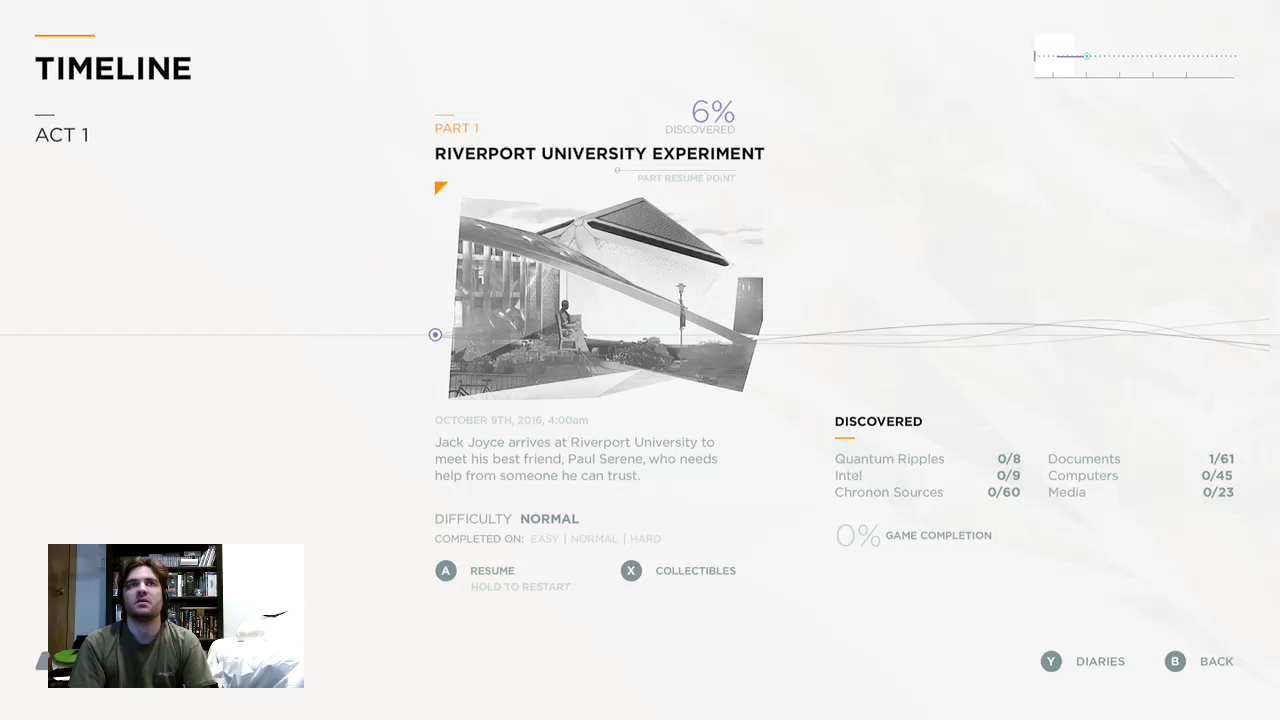 TIMELINE
ACT 1
PART 1
6%
DISCOVERED
RIVERPORT UNIVERSITY EXPERIMENT
PART RESUME POINT
OCTOBER 9TH, 2016, 4:00am
Jack Joyce arrives at Riverport University to
meet his best friend, Paul Serene, who needs
help from someone he can trust.
DIFFICULTY NORMAL
COMPLETED ON: EASY | NORMAL | HARD
A RESUME
HOLD TO RESTART
X COLLECTIBLES
DISCOVERED
Quantum Ripples 0/8
Intel 0/9
Chronon Sources 0/60
Documents 1/61
Computers 0/45
Media 0/23
0% GAME COMPLETION
Y DIARIES
B BACK